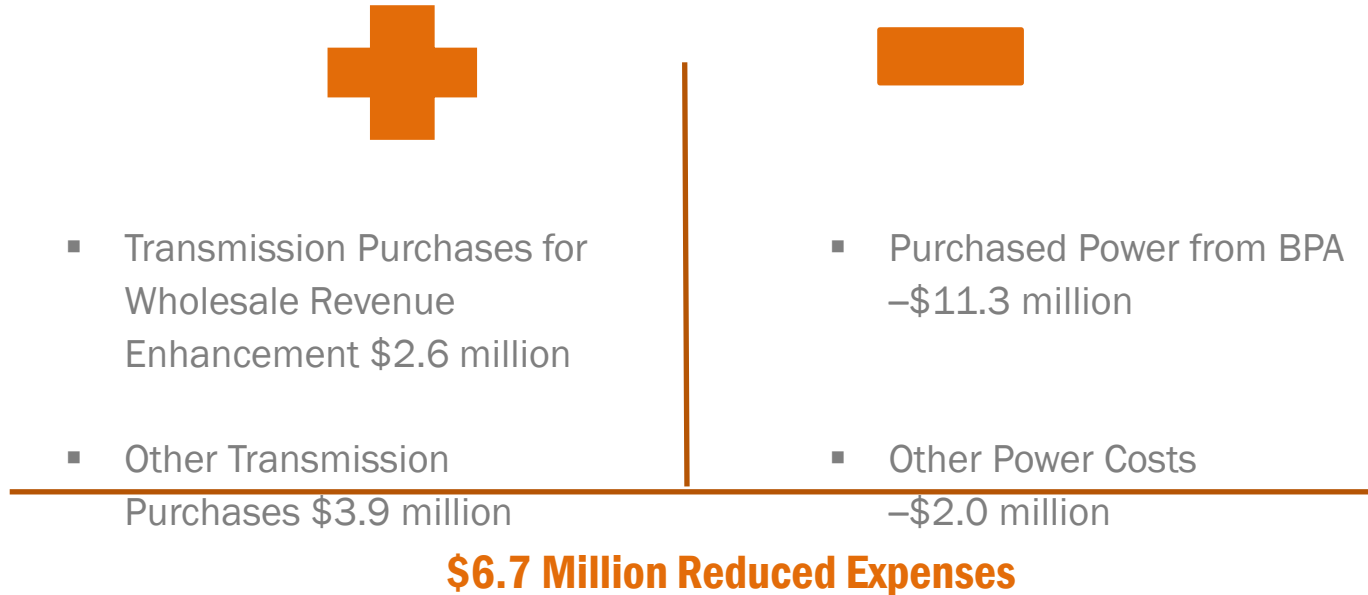 ▪ Transmission Purchases for
Wholesale Revenue
Enhancement $2.6 million
▪ Other Transmission
Purchases $3.9 million
▪ Purchased Power from BPA
–$11.3 million
▪ Other Power Costs
–$2.0 million
$6.7 Million Reduced Expenses